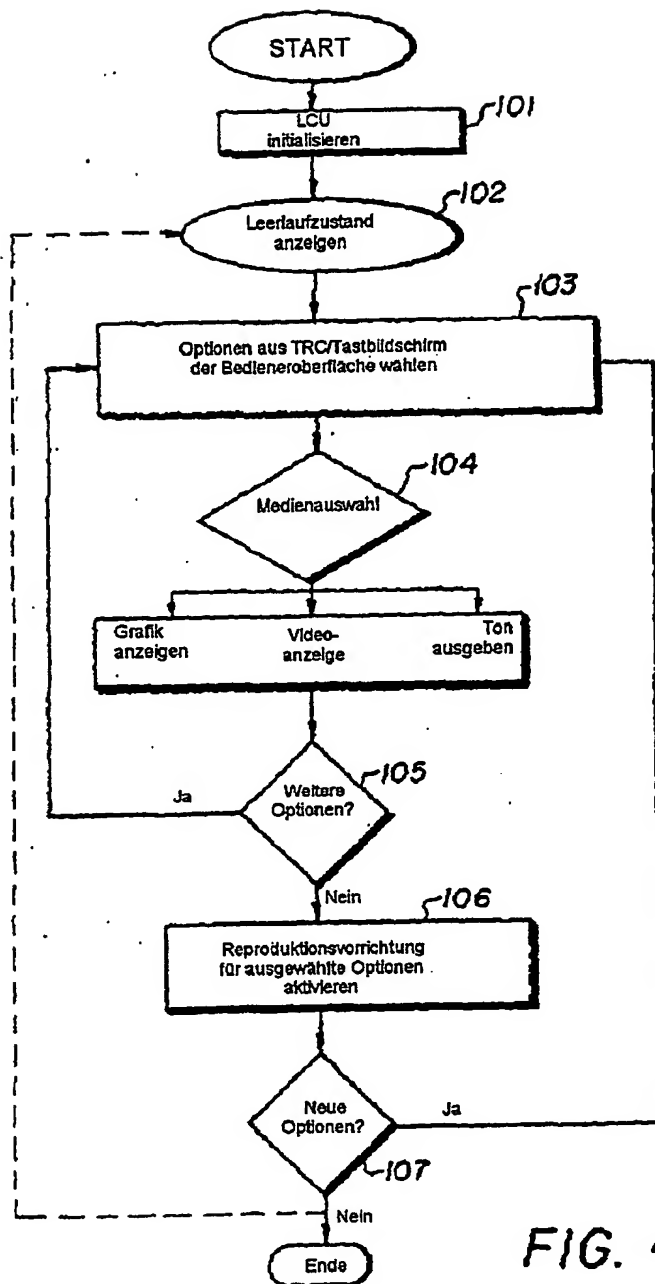 START
101
LCU
initialisieren
102
Leerlaufzustand
anzeigen
103
Optionen aus TRC/Tastbildschirm
der Bedieneroberfläche wählen
104
Medienauswahl
Grafik
anzeigen
Video-
anzeige
Ton
ausgeben
105
Weitere
Optionen?
Ja
Nein
106
Reproduktionsvorrichtung
für ausgewählte Optionen
aktivieren
Neue
Optionen?
Ja
107
Nein
Ende
FIG.